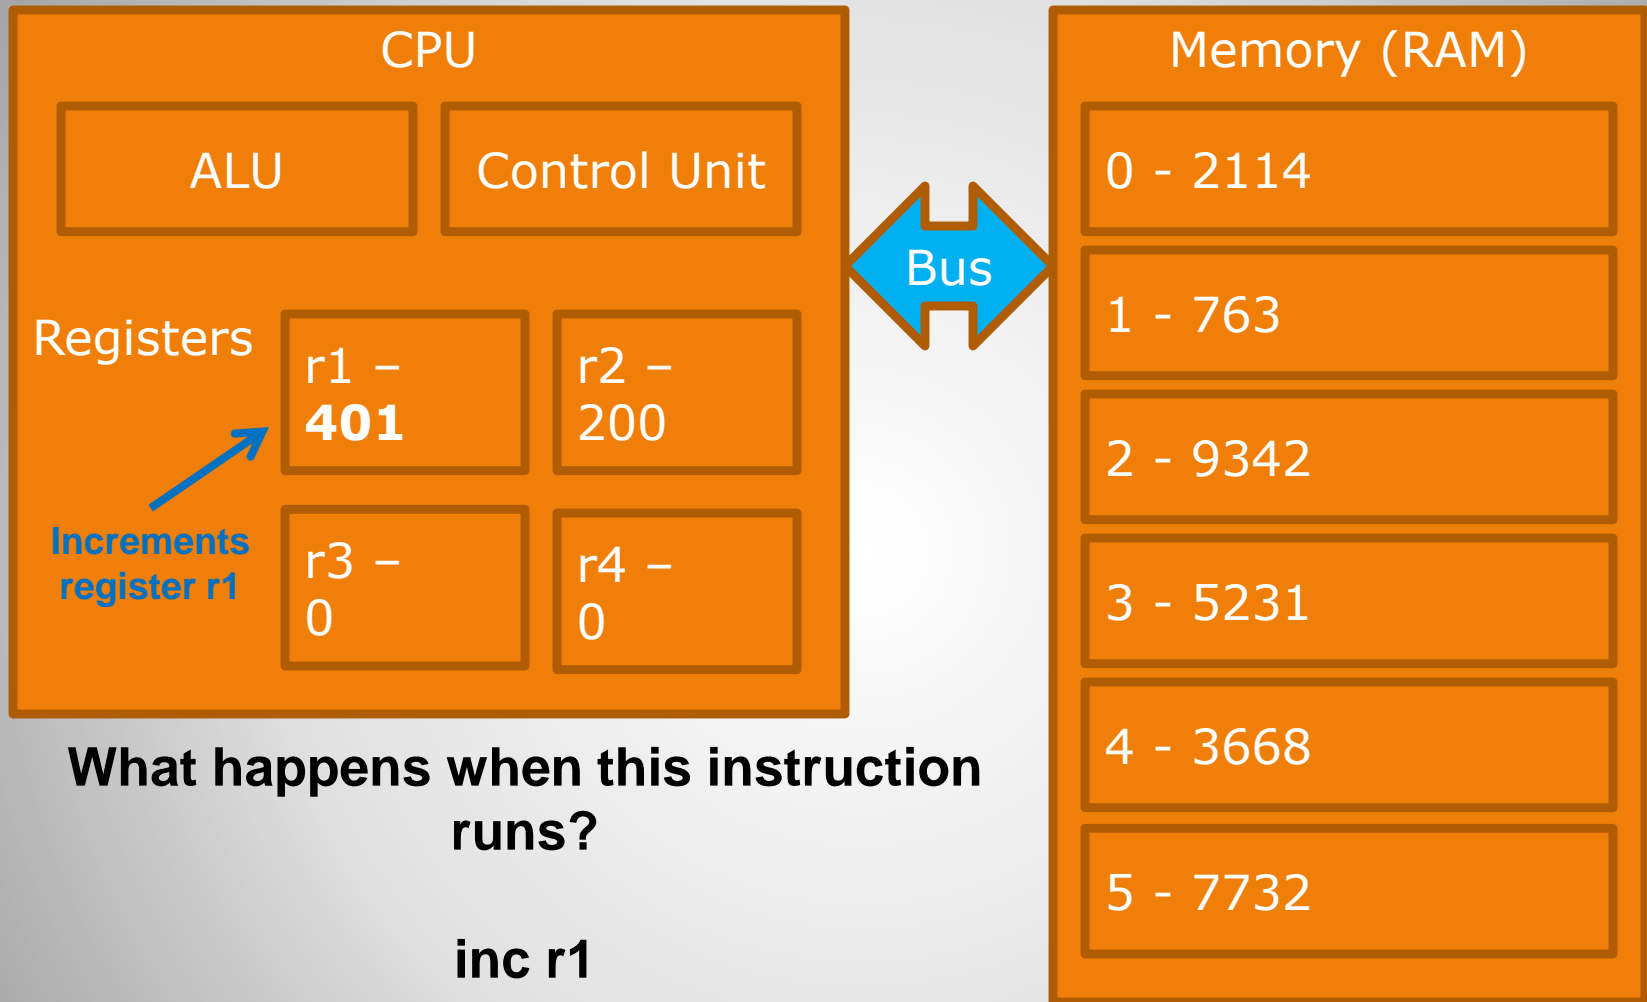 CPU
ALU
Control Unit
Registers
r1 –
401
r2 –
200
Increments
register r1
r3 –
0
r4 –
0
Bus
Memory (RAM)
0 - 2114
1 - 763
2 - 9342
3 - 5231
4 - 3668
5 - 7732
What happens when this instruction
runs?
inc r1